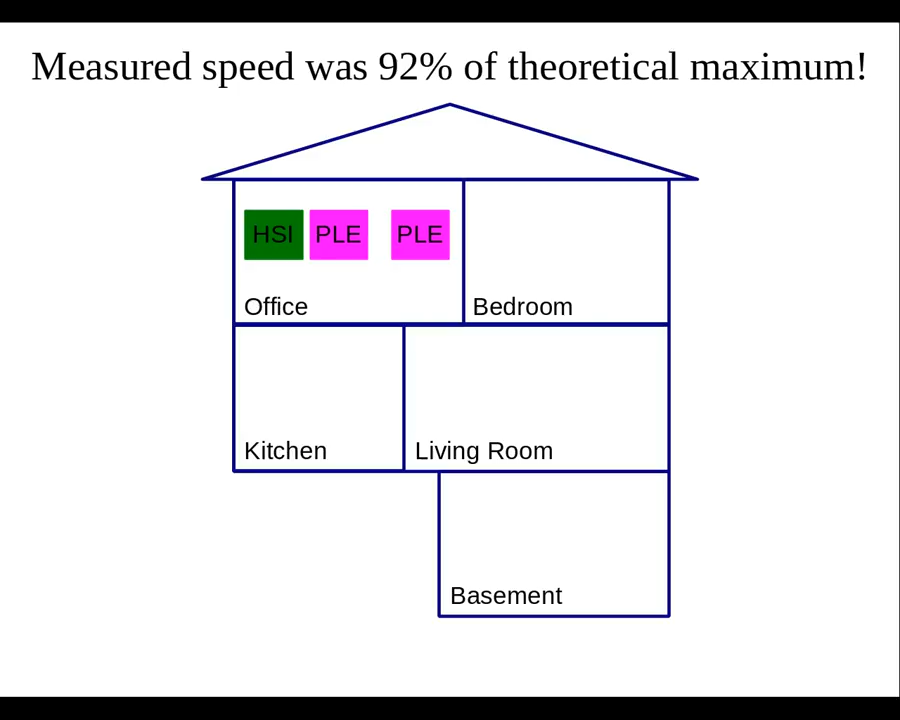 Measured speed was 92% of theoretical maximum!
HSI PLE PLE
Office Bedroom
Kitchen Living Room
Basement